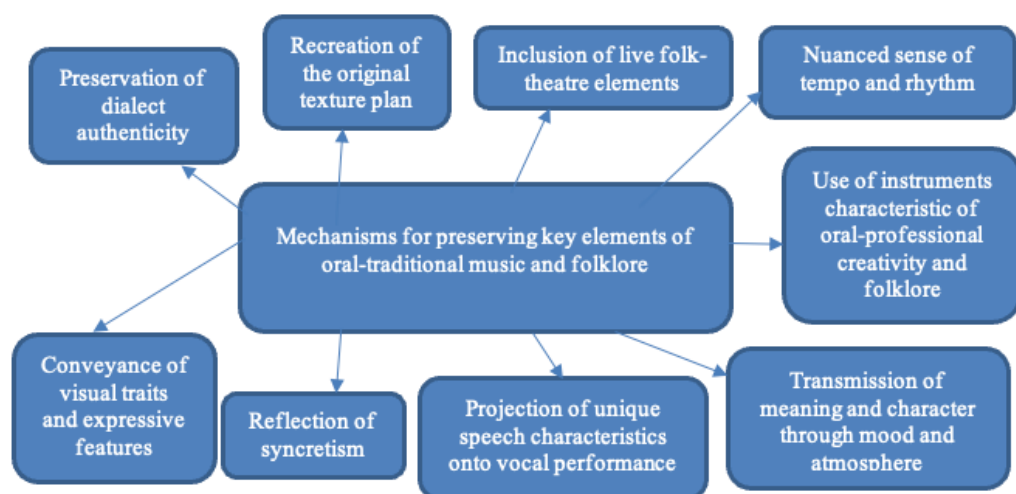 Preservation of
dialect
authenticity
Recreation of
the original
texture plan
Inclusion of live folk-
theatre elements
Nuanced sense of
tempo and rhythm
Mechanisms for preserving key elements of
oral-traditional music and folklore
Use of instruments
characteristic of
oral-professional
creativity and
folklore
Conveyance of
visual traits
and expressive
features
Reflection of
syncretism
Projection of unique
speech characteristics
onto vocal performance
Transmission of
meaning and character
through mood and
atmosphere